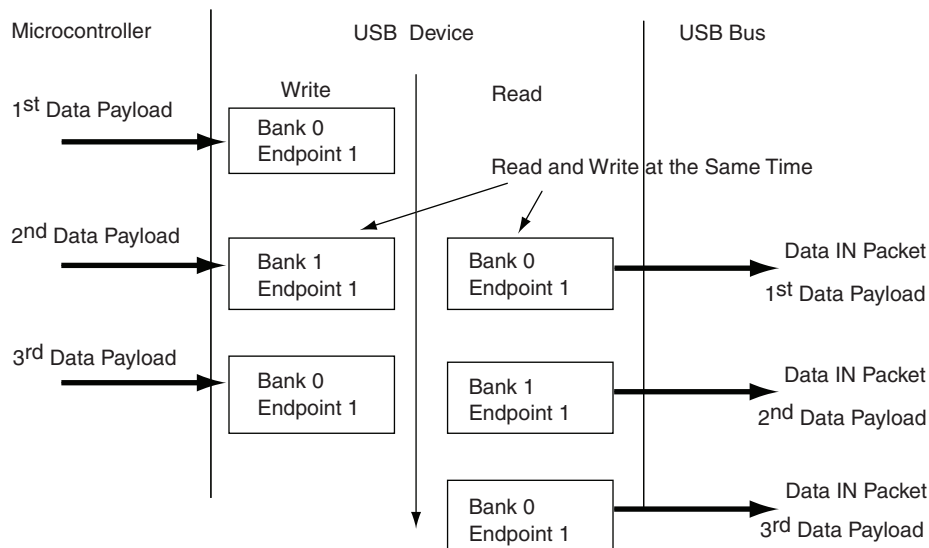 Microcontroller
USB Device
USB Bus
Write
Read
1st Data Payload
Bank 0
Endpoint 1
Read and Write at the Same Time
2nd Data Payload
Bank 1
Endpoint 1
Bank 0
Endpoint 1
Data IN Packet
1st Data Payload
3rd Data Payload
Bank 0
Endpoint 1
Bank 1
Endpoint 1
Data IN Packet
2nd Data Payload
Bank 0
Endpoint 1
Data IN Packet
3rd Data Payload